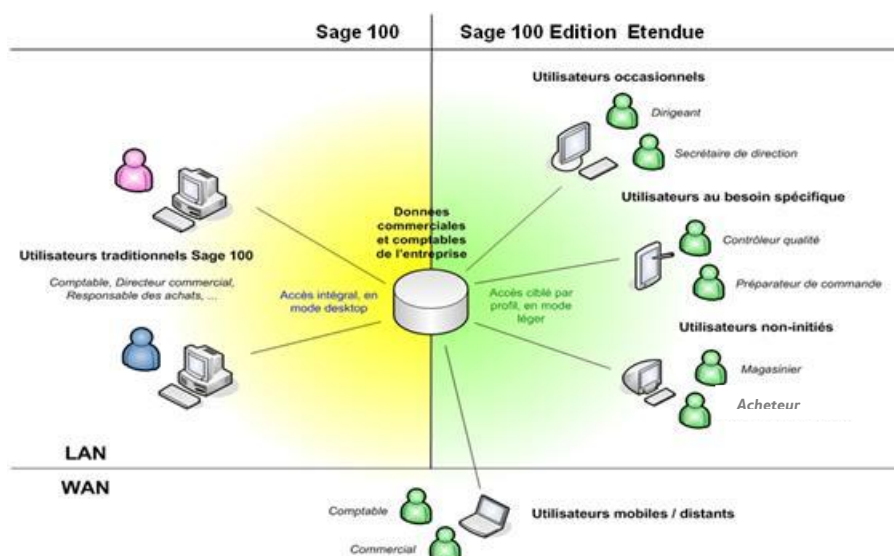 Sage 100
Sage 100 Edition Etendue
Utilisateurs occasionnels
Dirigeant
Secrétaire de direction
Données
commerciales
et comptables
de l'entreprise
Utilisateurs au besoin spécifique
Contrôleur qualité
Préparateur de commande
Utilisateurs traditionnels Sage 100
Comptable, Directeur commercial,
Responsable des achats, ...
Accès intégral, en
mode desktop
Accès ciblé par
profil, en mode
léger
Utilisateurs non-initiés
Magasinier
Acheteur
LAN
WAN
Comptable
Utilisateurs mobiles / distants
Commercial